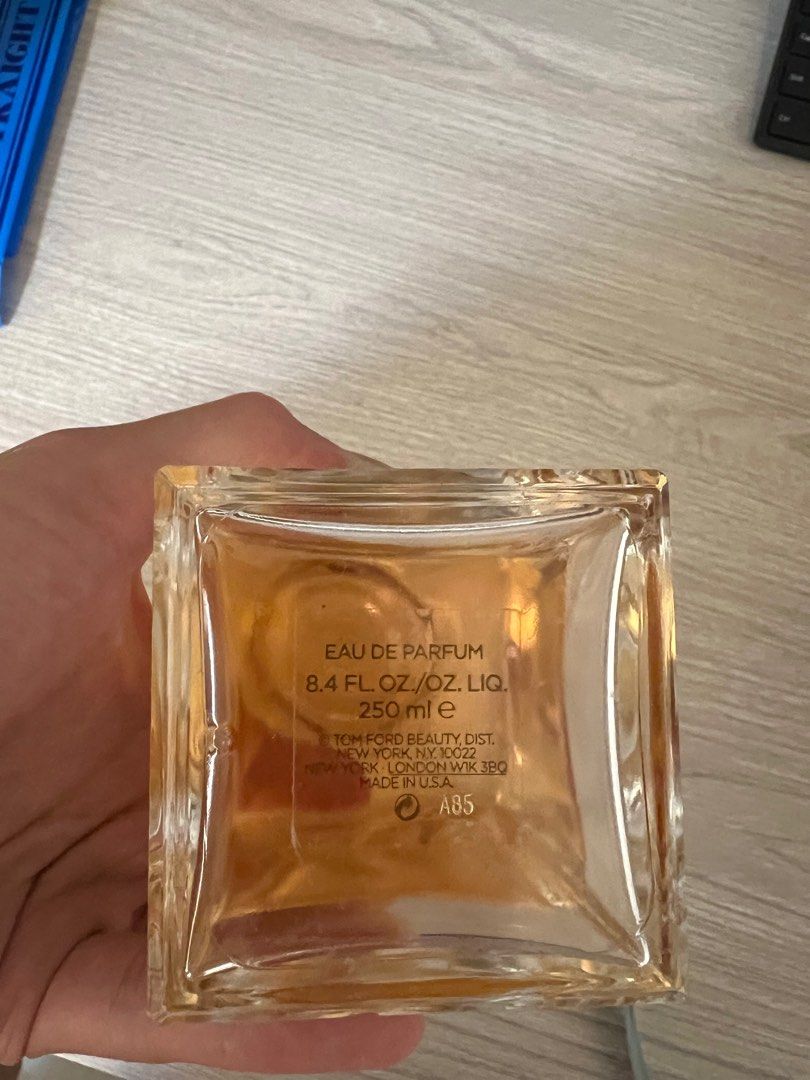 EAU DE PARFUM
8.4 FL. OZ./OZ. LIQ.
250 ml ℮
© TOM FORD BEAUTY, DIST.
NEW YORK, N.Y. 10022
NEW YORK · LONDON W1K 3BQ
MADE IN U.S.A.
A85